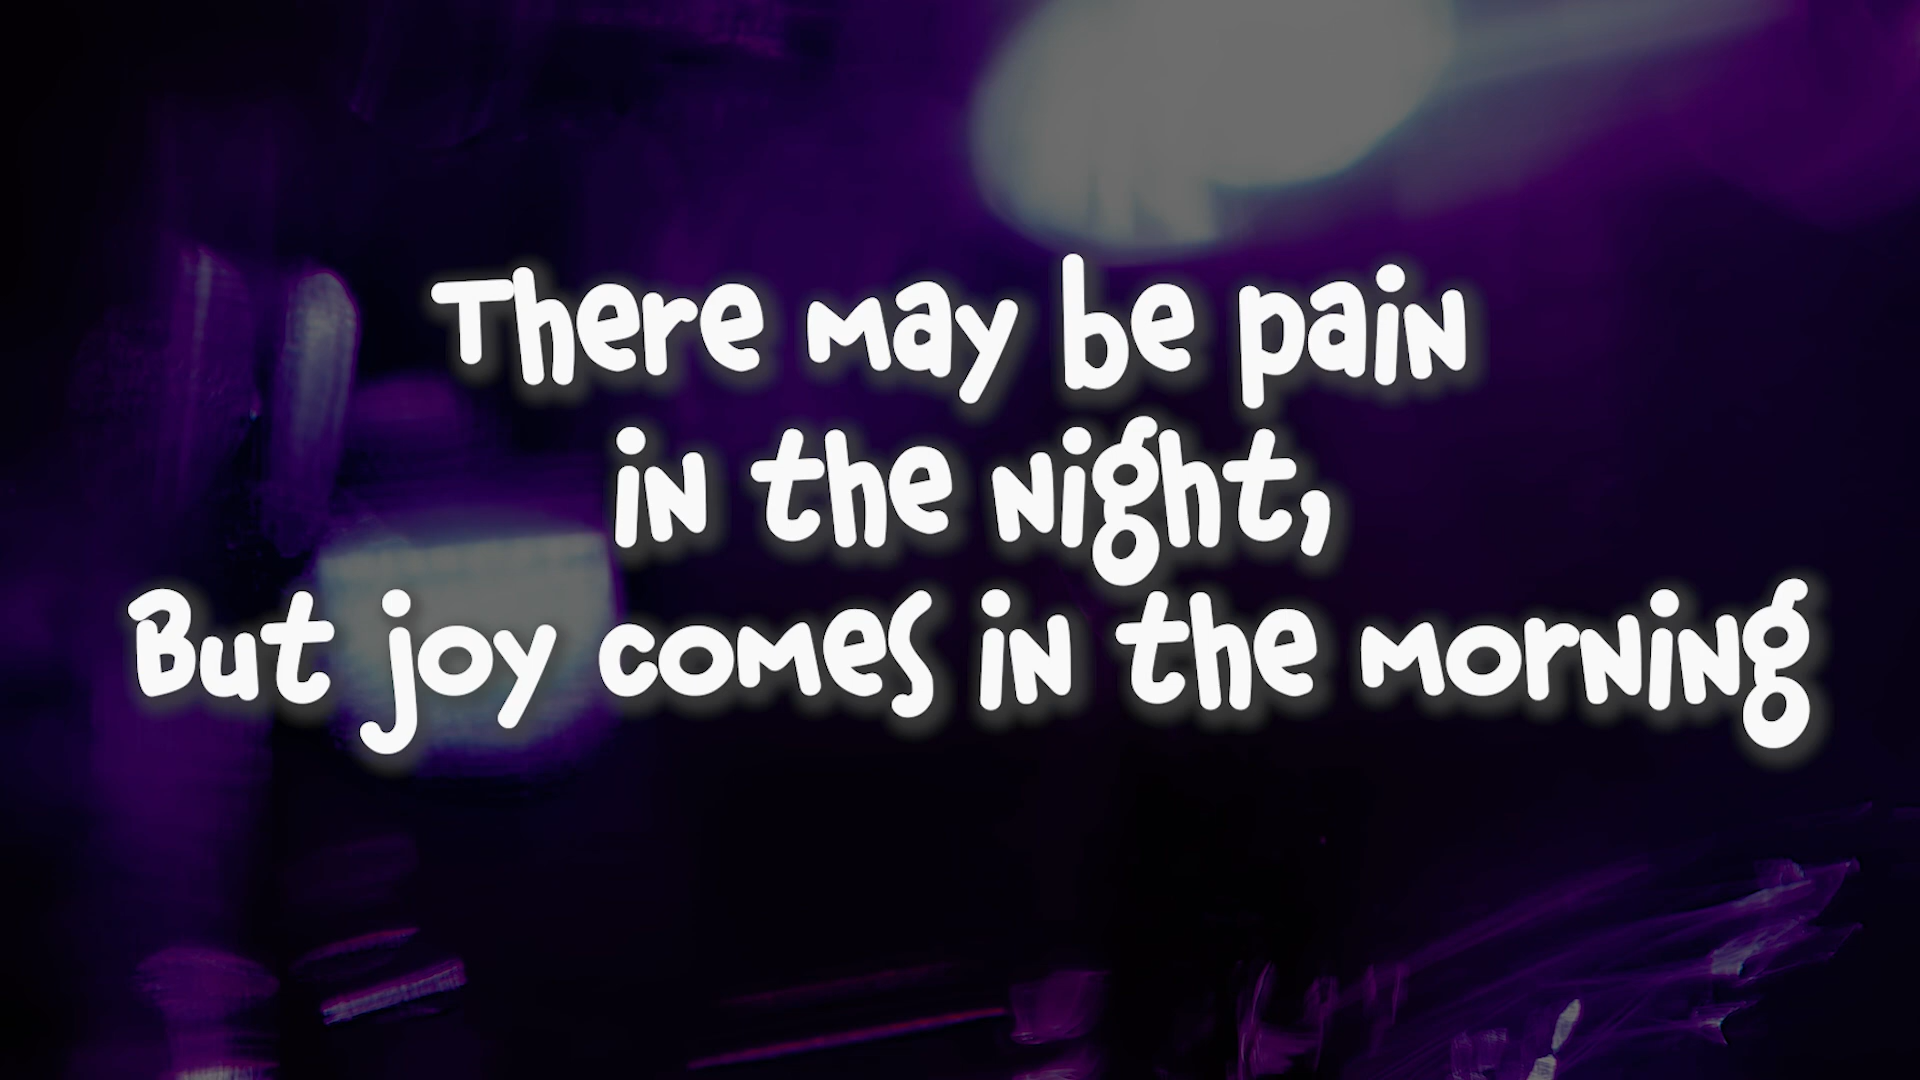 There may be pain
in the night,
But joy comes in the morning